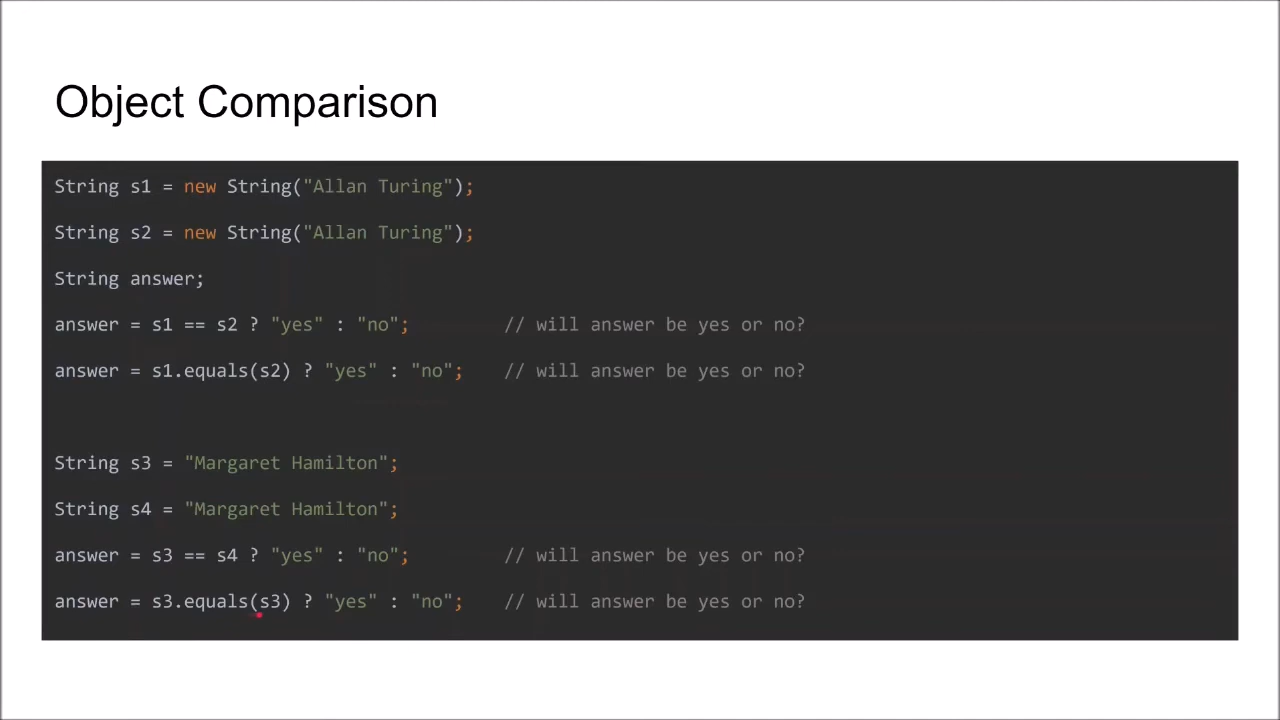 Object Comparison
String s1 = new String("Allan Turing");
String s2 = new String("Allan Turing");
String answer;
answer = s1 == s2 ? "yes" : "no"; // will answer be yes or no?
answer = s1.equals(s2) ? "yes" : "no"; // will answer be yes or no?
String s3 = "Margaret Hamilton";
String s4 = "Margaret Hamilton";
answer = s3 == s4 ? "yes" : "no"; // will answer be yes or no?
answer = s3.equals(s3) ? "yes" : "no"; // will answer be yes or no?